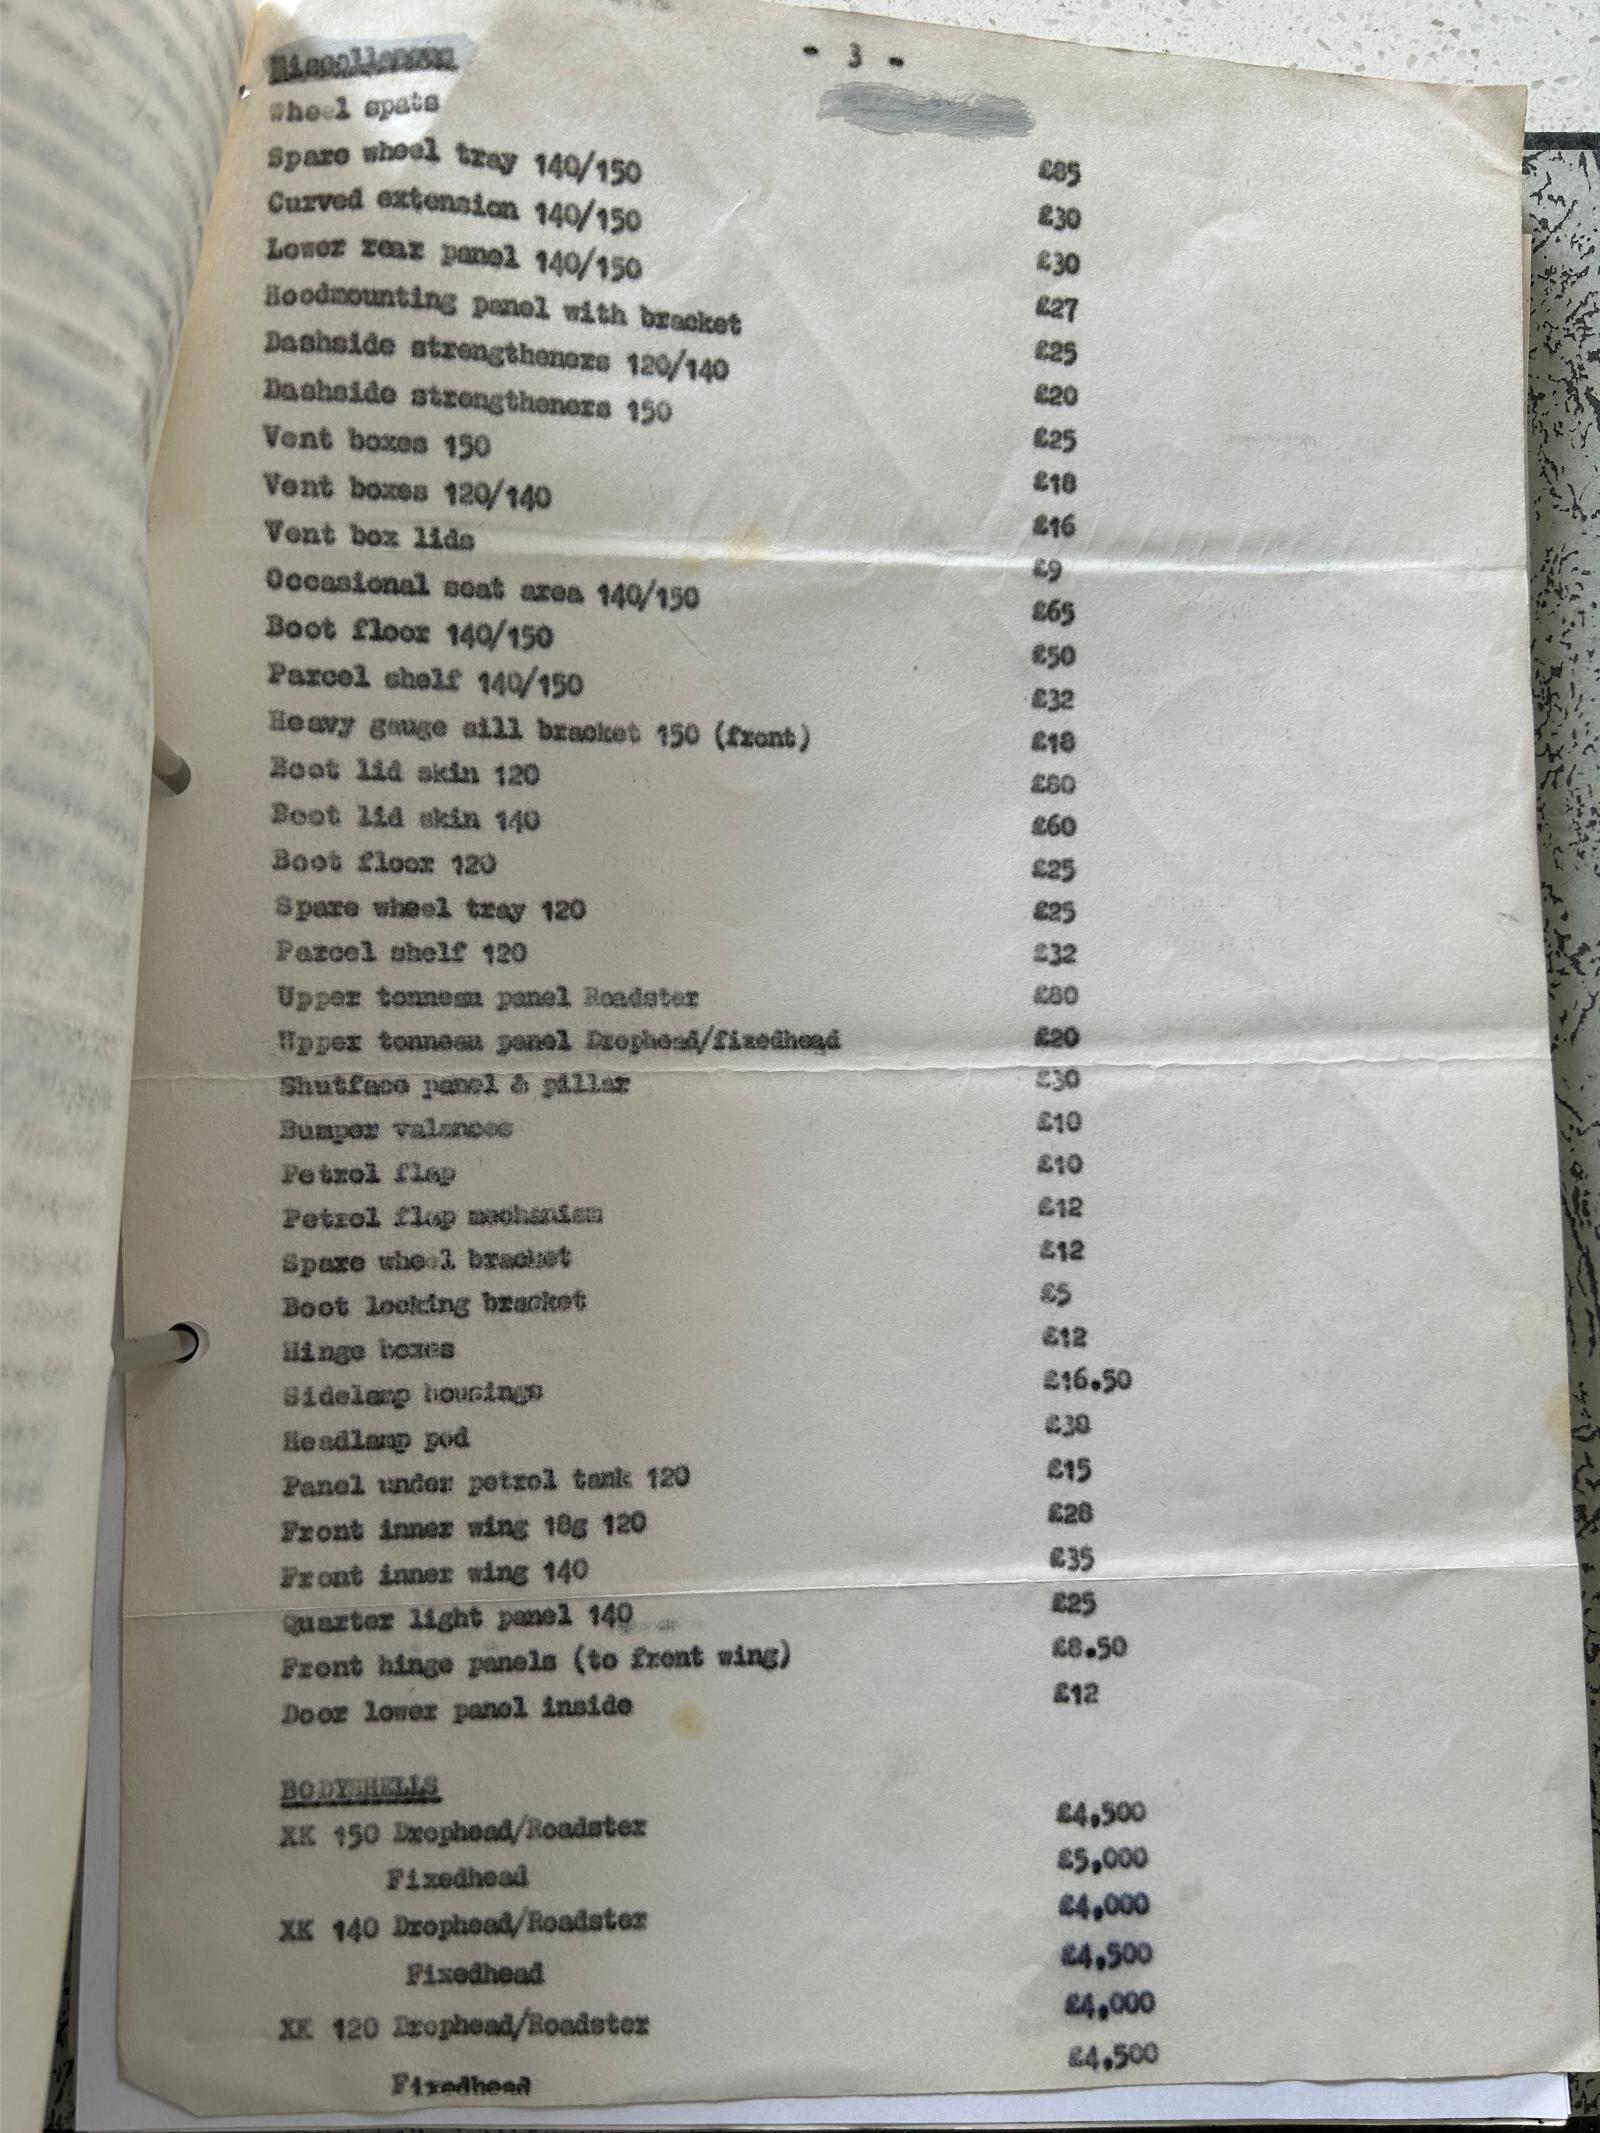 - 3 -
Miscellaneous
Wheel spats £85
Spare wheel tray 140/150 £30
Curved extension 140/150 £30
Lower rear panel 140/150 £27
Hoodmounting panel with bracket £25
Dashside strengtheners 120/140 £20
Dashside strengtheners 150 £25
Vent boxes 150 £18
Vent boxes 120/140 £16
Vent box lids £9
Occasional seat area 140/150 £65
Boot floor 140/150 £50
Parcel shelf 140/150 £32
Heavy gauge sill bracket 150 (front) £18
Boot lid skin 120 £80
Boot lid skin 140 £60
Boot floor 120 £25
Spare wheel tray 120 £25
Parcel shelf 120 £32
Upper tonneau panel Roadster £80
Upper tonneau panel Drophead/fixedhead £20
Shutface panel & pillar £30
Bumper valances £10
Petrol flap £10
Petrol flap mechanism £12
Spare wheel bracket £12
Boot locking bracket £5
Hinge boxes £12
Sidelamp housings £16.50
Headlamp pod £38
Panel under petrol tank 120 £15
Front inner wing 18g 120 £28
Front inner wing 140 £35
Quarter light panel 140 £25
Front hinge panels (to front wing) £8.50
Door lower panel inside £12
BODYSHELLS
XK 150 Drophead/Roadster £4,500
Fixedhead £5,000
XK 140 Drophead/Roadster £4,000
Fixedhead £4,500
XK 120 Drophead/Roadster £4,000
Fixedhead £4,500